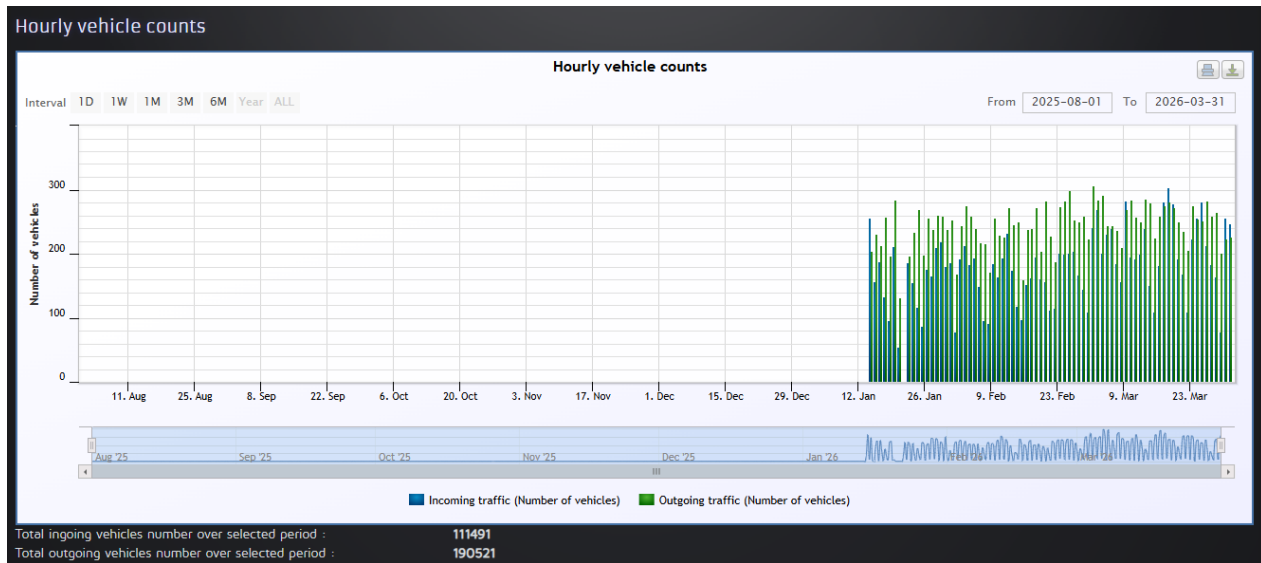 Hourly vehicle counts
Hourly vehicle counts
Interval 1D 1W 1M 3M 6M Year ALL From 2025-08-01 To 2026-03-31
Number of vehicles
300
200
100
0
11. Aug 25. Aug 8. Sep 22. Sep 6. Oct 20. Oct 3. Nov 17. Nov 1. Dec 15. Dec 29. Dec 12. Jan 26. Jan 9. Feb 23. Feb 9. Mar 23. Mar
Aug '25 Sep '25 Oct '25 Nov '25 Dec '25 Jan '26 Feb '26 Mar '26
Incoming traffic (Number of vehicles) Outgoing traffic (Number of vehicles)
Total ingoing vehicles number over selected period : 111491
Total outgoing vehicles number over selected period : 190521